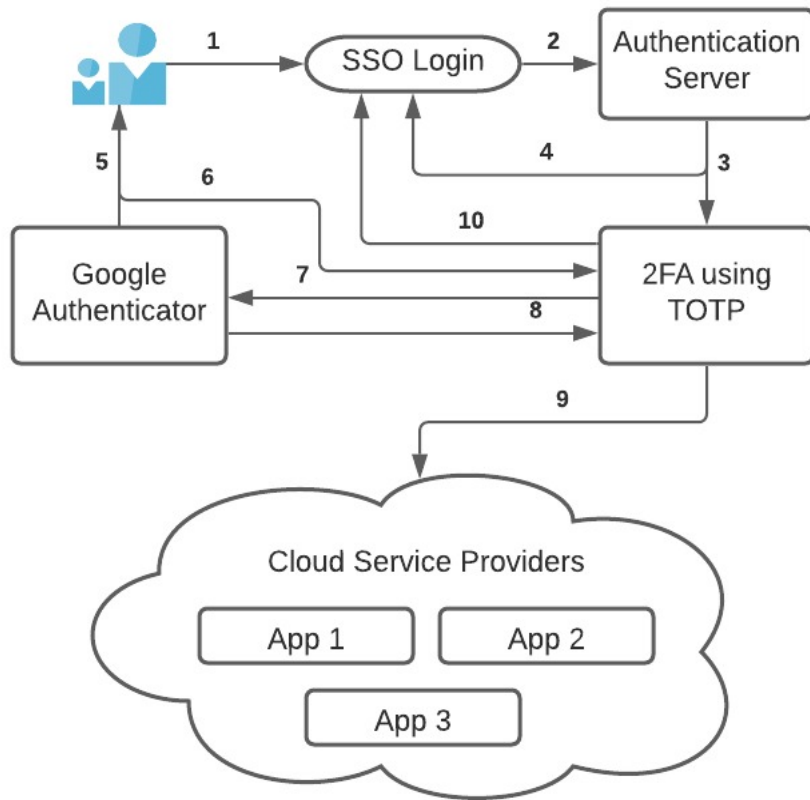 1
SSO Login
2
Authentication
Server
5
6
4
3
10
Google
Authenticator
7
8
2FA using
TOTP
9
Cloud Service Providers
App 1
App 2
App 3